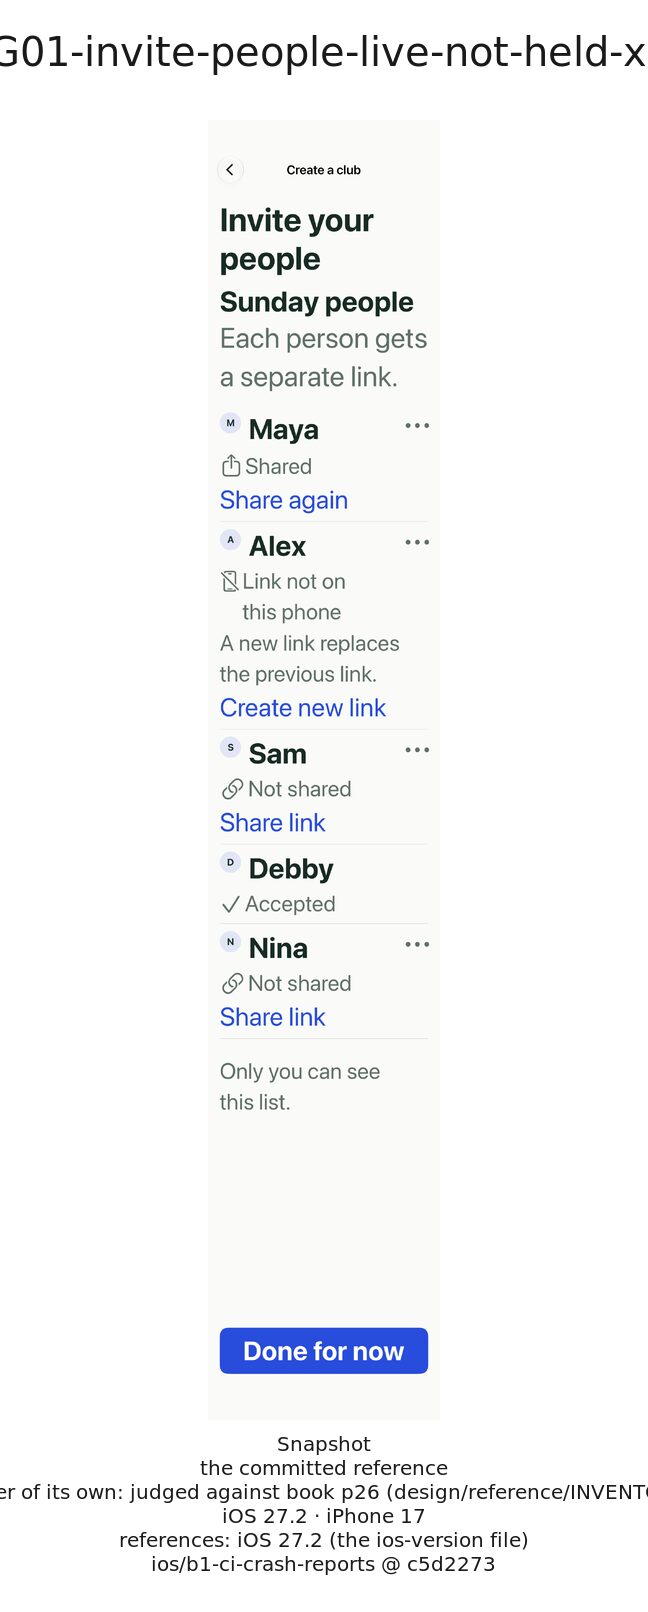 G01-invite-people-live-not-held-x
Create a club
Invite your
people
Sunday people
Each person gets
a separate link.
M Maya
Shared
Share again
A Alex
Link not on
this phone
A new link replaces
the previous link.
Create new link
S Sam
Not shared
Share link
D Debby
Accepted
N Nina
Not shared
Share link
Only you can see
this list.
Done for now
Snapshot
the committed reference
er of its own: judged against book p26 (design/reference/INVENTO
iOS 27.2 · iPhone 17
references: iOS 27.2 (the ios-version file)
ios/b1-ci-crash-reports @ c5d2273